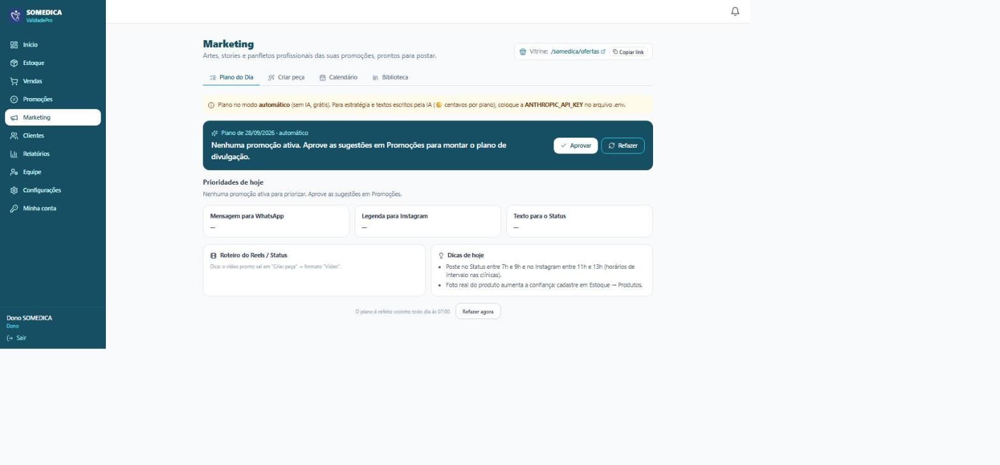 SOMEDICA
ValidadePro
Início
Estoque
Vendas
Promoções
Marketing
Clientes
Relatórios
Equipe
Configurações
Minha conta
Dono SOMEDICA
Dono
Sair
Marketing
Artes, stories e panfletos profissionais das suas promoções, prontos para postar.
Vitrine: /somedica/ofertas Copiar link
Plano do Dia Criar peça Calendário Biblioteca
Plano no modo automático (sem IA, grátis). Para estratégia e textos escritos pela IA ( centavos por plano), coloque a ANTHROPIC_API_KEY no arquivo .env.
Plano de 28/09/2026 · automático
Nenhuma promoção ativa. Aprove as sugestões em Promoções para montar o plano de
divulgação.
Aprovar Refazer
Prioridades de hoje
Nenhuma promoção ativa para priorizar. Aprove as sugestões em Promoções.
Mensagem para WhatsApp
—
Legenda para Instagram
—
Texto para o Status
—
Roteiro do Reels / Status
Dica: o vídeo pronto sai em "Criar peça" → formato "Vídeo".
Dicas de hoje
• Poste no Status entre 7h e 9h e no Instagram entre 11h e 13h (horários de
intervalo nas clínicas).
• Foto real do produto aumenta a confiança: cadastre em Estoque → Produtos.
O plano é refeito sozinho todo dia às 07:00. Refazer agora